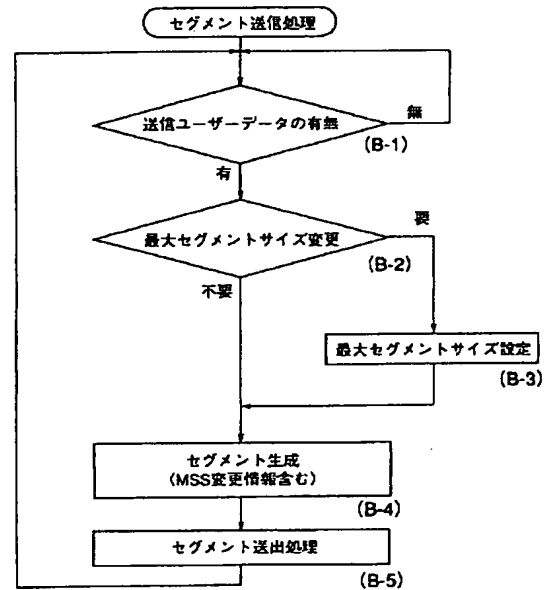 セグメント送信処理
送信ユーザーデータの有無
無
(B-1)
有
最大セグメントサイズ変更
要
(B-2)
不要
最大セグメントサイズ設定
(B-3)
セグメント生成
(MSS変更情報含む)
(B-4)
セグメント送出処理
(B-5)